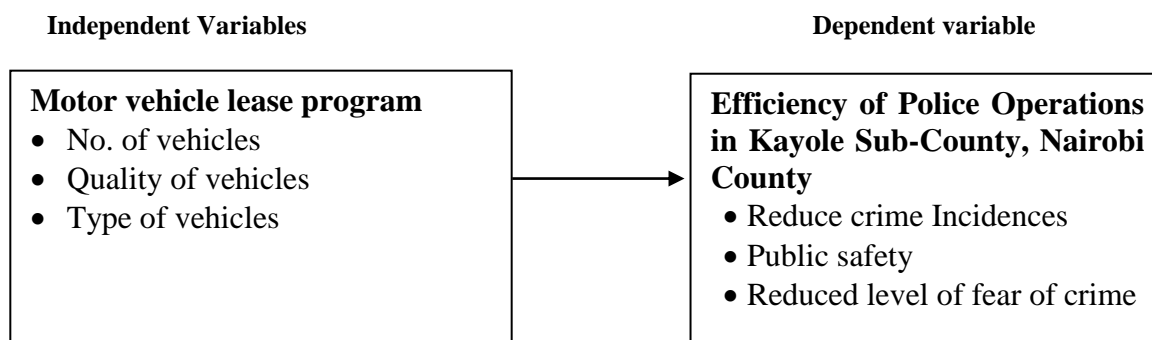 Independent Variables
Dependent variable
Motor vehicle lease program
• No. of vehicles
• Quality of vehicles
• Type of vehicles
Efficiency of Police Operations
in Kayole Sub-County, Nairobi
County
• Reduce crime Incidences
• Public safety
• Reduced level of fear of crime